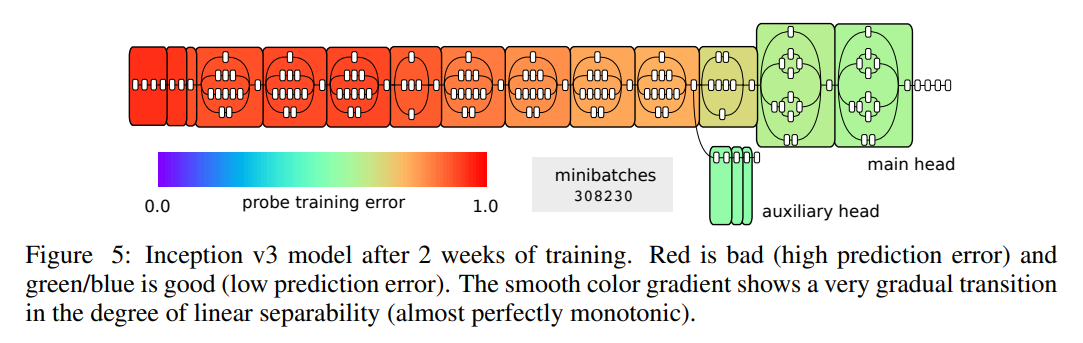 main head
minibatches
308230
0.0 probe training error 1.0
auxiliary head
Figure 5: Inception v3 model after 2 weeks of training. Red is bad (high prediction error) and
green/blue is good (low prediction error). The smooth color gradient shows a very gradual transition
in the degree of linear separability (almost perfectly monotonic).